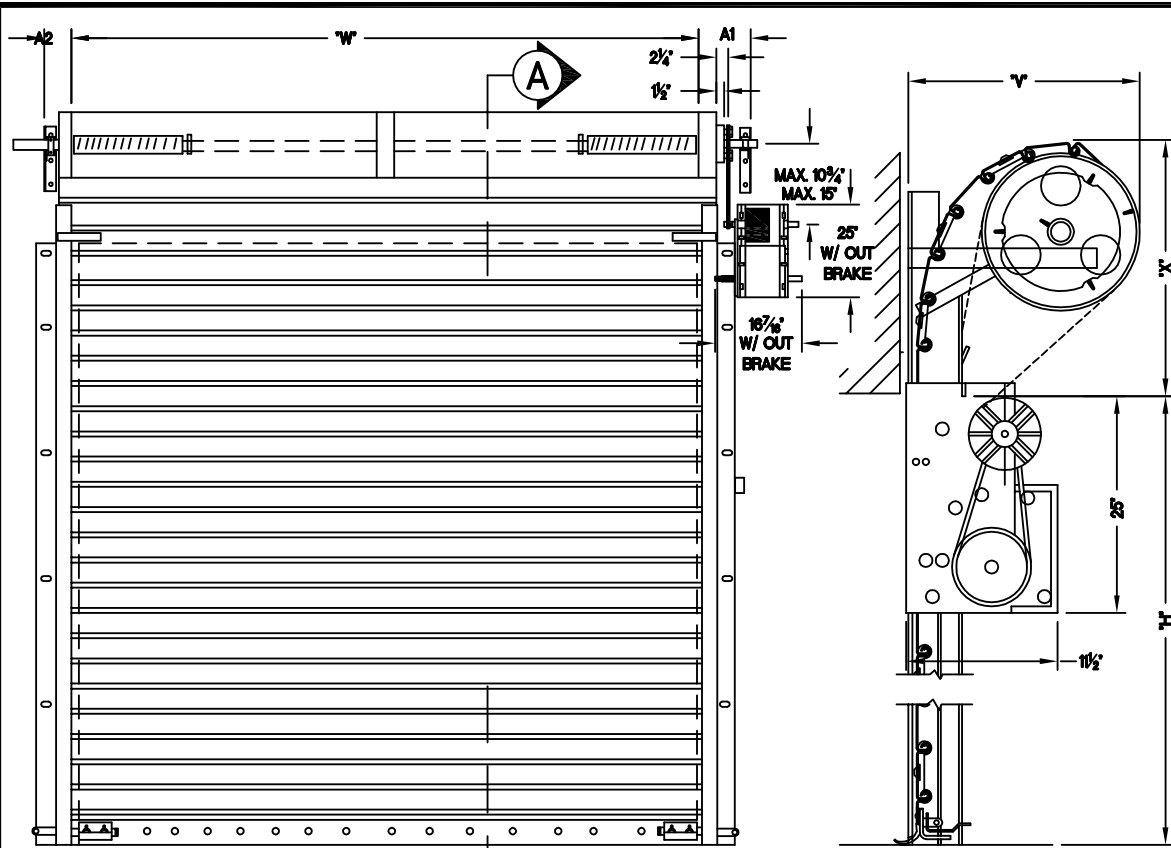 A2
"W"
A1
2¼"
1½"
A
MAX. 10¾"
MAX. 15"
25"
W/ OUT
BRAKE
16⁷⁄₁₆"
W/ OUT
BRAKE
A A
A A
"V"
"X"
25"
"H"
11½"